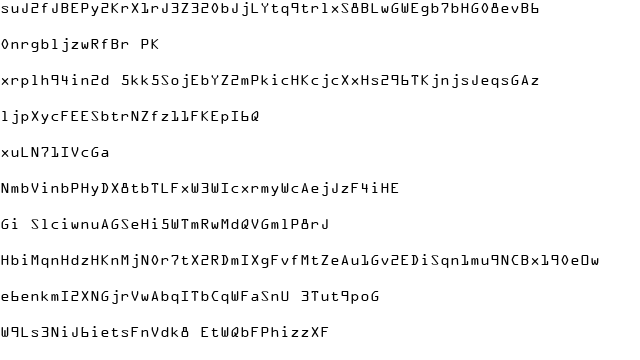 suJ2fJBEPy2KrX1rJ3Z320bJjLYtq9trlxS8BLwGWEgb7bHG08evB6
0nrgbljzwRfBr PK
xrplh94in2d 5kk5SojEbYZ2mPkicHKcjcXxHs296TKjnjsJeqsGAz
ljpXycFEESbtrNZfz11FKEpI6Q
xuLN71IVcGa
NmbVinbPHyDX8tbTLFxW3WIcxrmyWcAejJzF4iHE
Gi SlciwnuAGSeHi5WTmRwMdQVGmlP8rJ
HbiMqnHdzHKnMjN0r7tX2RDmIXgFvfMtZeAu1Gv2EDiSqn1mu9NCBx190eOw
e6enkmI2XNGjrVwAbqITbCqWFaSnU 3Tut9poG
W9Ls3NiJ6ietsFnVdk8 EtWQbFPhizzXF